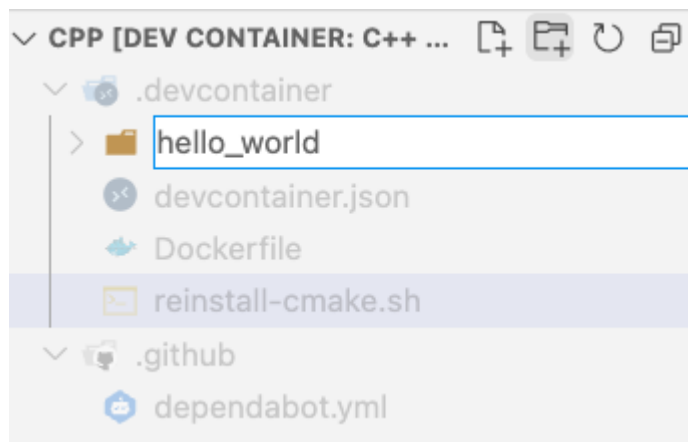 CPP [DEV CONTAINER: C++ ...
.devcontainer
hello_world
devcontainer.json
Dockerfile
reinstall-cmake.sh
.github
dependabot.yml